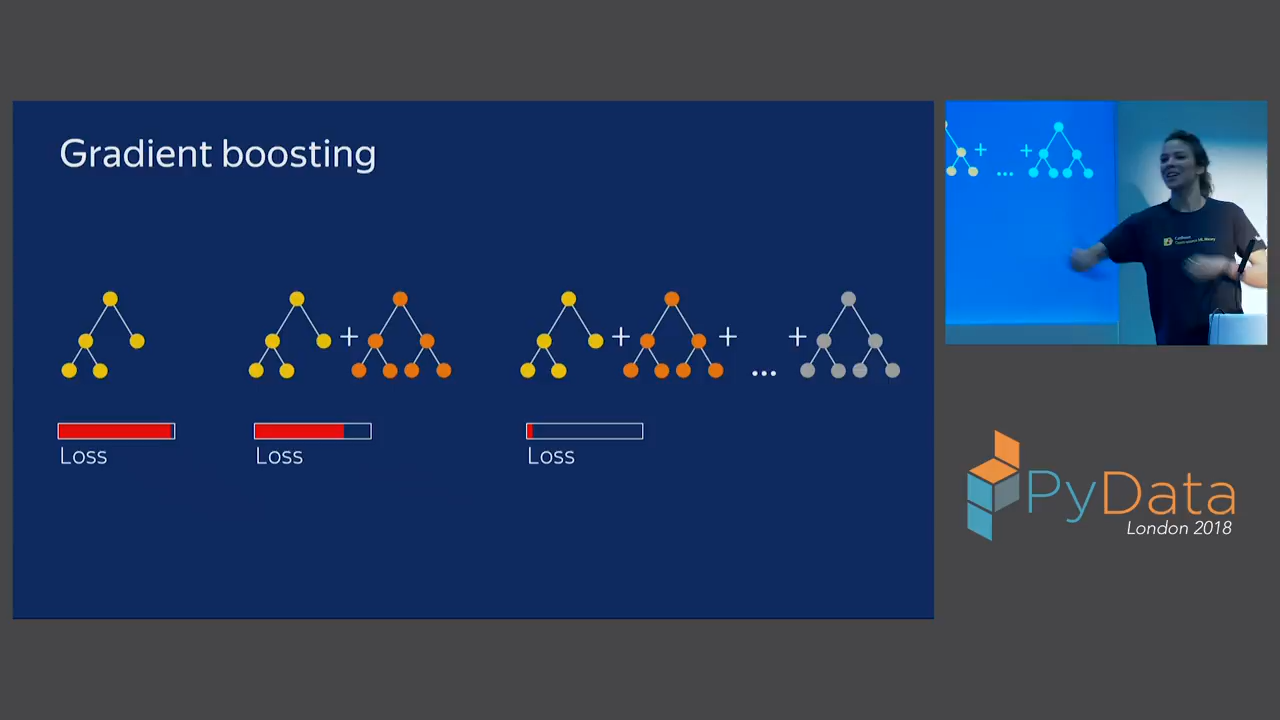 Gradient boosting
+
+
+
...
+
Loss
Loss
Loss
+
+
...
PyData
London 2018